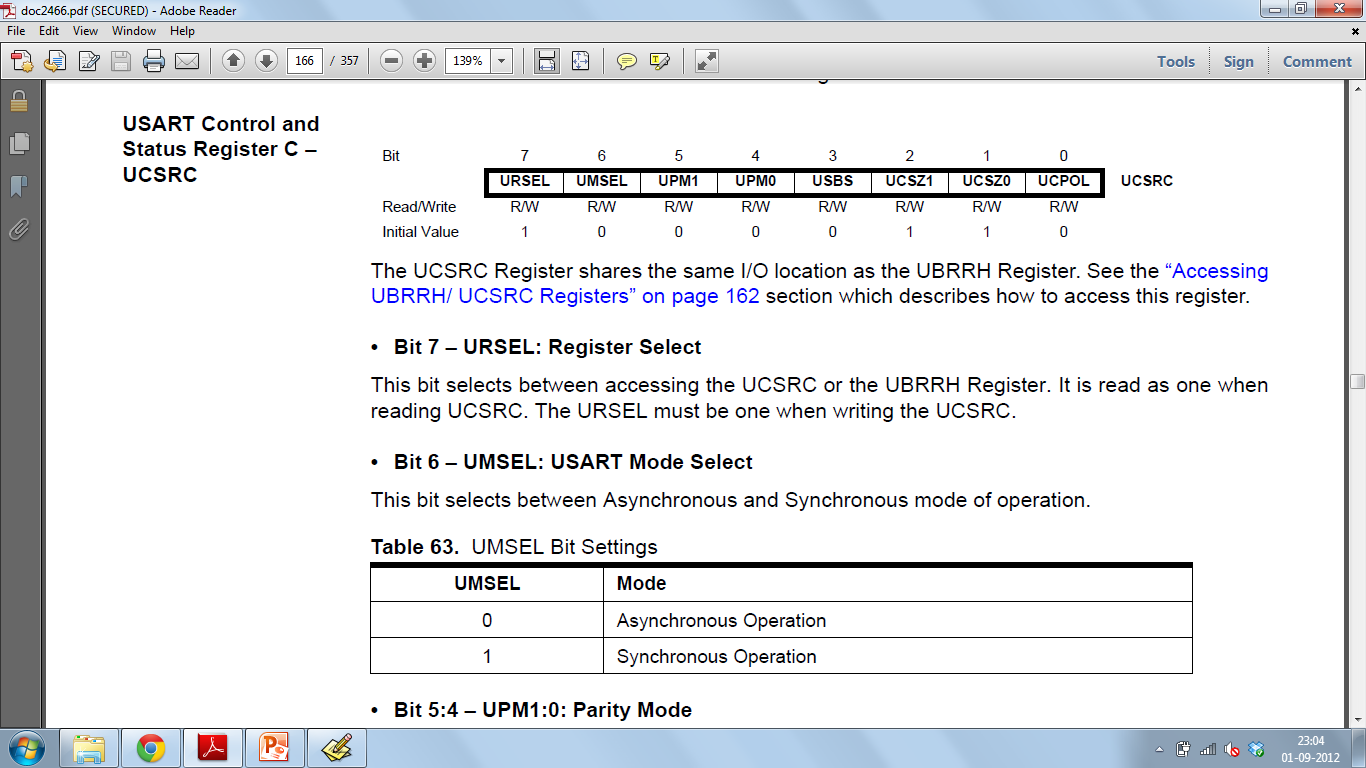 doc2466.pdf (SECURED) - Adobe Reader
File Edit View Window Help
166 / 357 139% Tools Sign Comment
USART Control and
Status Register C –
UCSRC
Bit 7 6 5 4 3 2 1 0
URSEL UMSEL UPM1 UPM0 USBS UCSZ1 UCSZ0 UCPOL UCSRC
Read/Write R/W R/W R/W R/W R/W R/W R/W R/W
Initial Value 1 0 0 0 0 1 1 0
The UCSRC Register shares the same I/O location as the UBRRH Register. See the “Accessing
UBRRH/ UCSRC Registers” on page 162 section which describes how to access this register.
• Bit 7 – URSEL: Register Select
This bit selects between accessing the UCSRC or the UBRRH Register. It is read as one when
reading UCSRC. The URSEL must be one when writing the UCSRC.
• Bit 6 – UMSEL: USART Mode Select
This bit selects between Asynchronous and Synchronous mode of operation.
Table 63. UMSEL Bit Settings
UMSEL Mode
0 Asynchronous Operation
1 Synchronous Operation
• Bit 5:4 – UPM1:0: Parity Mode
23:04
01-09-2012